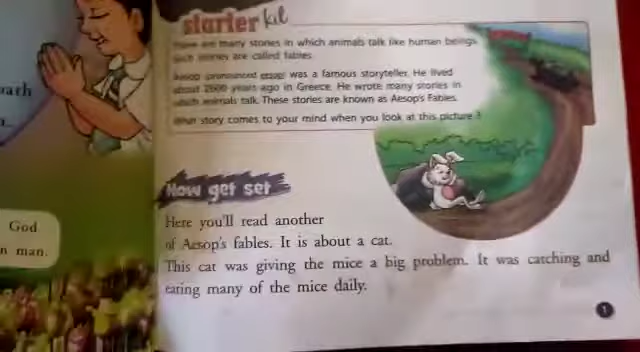 God
n man.
starter kit
There are many stories in which animals talk like human beings.
Such stories are called fables.
Aesop (pronounced was a famous storyteller. He lived
about 2600 years ago in Greece. He wrote many stories in
which animals talk. These stories are known as Aesop's Fables.
What story comes to your mind when you look at this picture?
Now get set
Here you'll read another
of Aesop's fables. It is about a cat.
This cat was giving the mice a big problem. It was catching and
eating many of the mice daily.
1